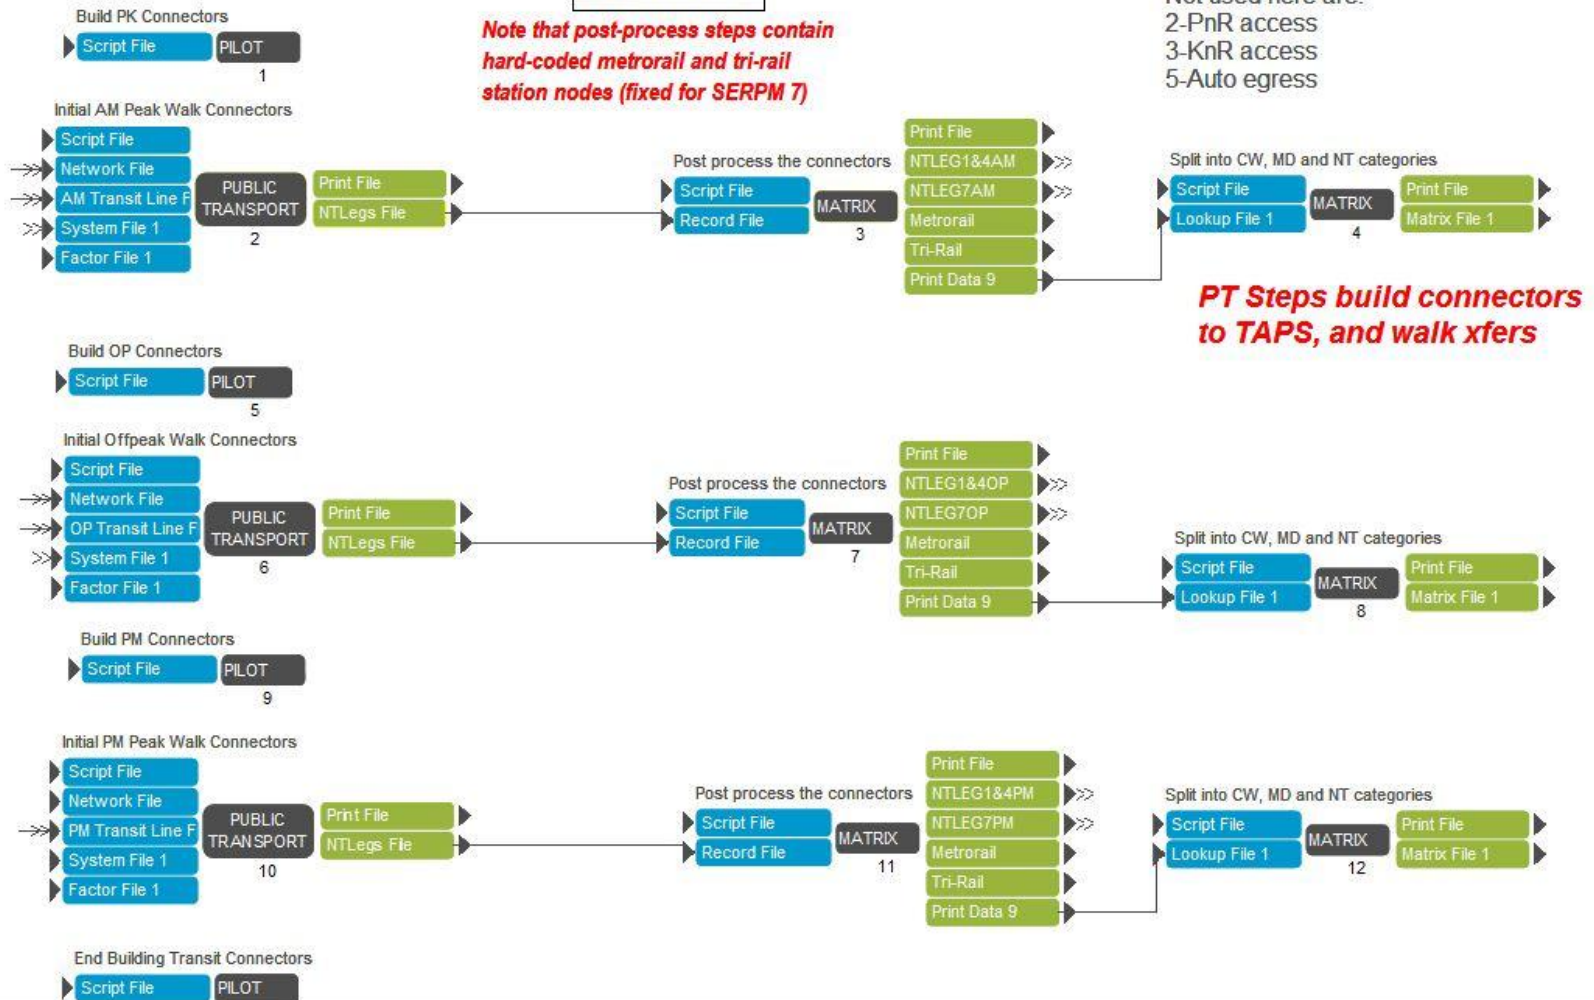 Build PK Connectors
Script File
PILOT
1
Note that post-process steps contain
hard-coded metrorail and tri-rail
station nodes (fixed for SERPM 7)
2-PnR access
3-KnR access
5-Auto egress
Initial AM Peak Walk Connectors
Script File
Network File
AM Transit Line F
System File 1
Factor File 1
PUBLIC
TRANSPORT
2
Print File
NTLegs File
Post process the connectors
Script File
Record File
MATRIX
3
Print File
NTLEG1&4AM
NTLEG7AM
Metrorail
Tri-Rail
Print Data 9
Split into CW, MD and NT categories
Script File
Lookup File 1
MATRIX
4
Print File
Matrix File 1
PT Steps build connectors
to TAPS, and walk xfers
Build OP Connectors
Script File
PILOT
5
Initial Offpeak Walk Connectors
Script File
Network File
OP Transit Line F
System File 1
Factor File 1
PUBLIC
TRANSPORT
6
Print File
NTLegs File
Post process the connectors
Script File
Record File
MATRIX
7
Print File
NTLEG1&4OP
NTLEG7OP
Metrorail
Tri-Rail
Print Data 9
Split into CW, MD and NT categories
Script File
Lookup File 1
MATRIX
8
Print File
Matrix File 1
Build PM Connectors
Script File
PILOT
9
Initial PM Peak Walk Connectors
Script File
Network File
PM Transit Line F
System File 1
Factor File 1
PUBLIC
TRANSPORT
10
Print File
NTLegs File
Post process the connectors
Script File
Record File
MATRIX
11
Print File
NTLEG1&4PM
NTLEG7PM
Metrorail
Tri-Rail
Print Data 9
Split into CW, MD and NT categories
Script File
Lookup File 1
MATRIX
12
Print File
Matrix File 1
End Building Transit Connectors
Script File
PILOT